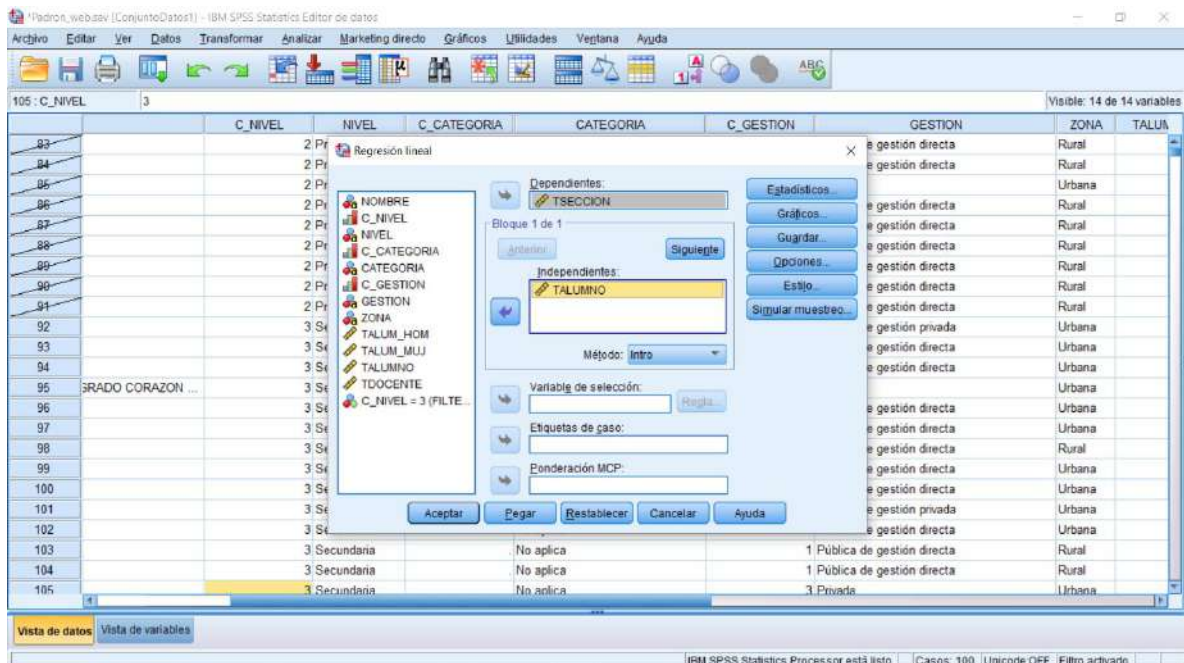 *Padron_web.sav [ConjuntoDatos1] - IBM SPSS Statistics Editor de datos
Archivo Editar Ver Datos Transformar Analizar Marketing directo Gráficos Utilidades Ventana Ayuda
105 : C_NIVEL 3 Visible: 14 de 14 variables
C_NIVEL NIVEL C_CATEGORIA CATEGORIA C_GESTION GESTION ZONA
83 2 Pr e gestión directa Rural
84 2 Pr e gestión directa Rural
85 2 Pr Urbana
86 2 Pr e gestión directa Rural
87 2 Pr e gestión directa Rural
88 2 Pr e gestión directa Rural
89 2 Pr e gestión directa Rural
90 2 Pr e gestión directa Rural
91 2 Pr e gestión directa Rural
92 3 Se e gestión privada Urbana
93 3 Se e gestión directa Urbana
94 3 Se e gestión directa Urbana
95 GRADO CORAZON ... 3 Se Urbana
96 3 Se e gestión directa Urbana
97 3 Se e gestión directa Urbana
98 3 Se e gestión directa Rural
99 3 Se e gestión directa Urbana
100 3 Se e gestión directa Urbana
101 3 Se e gestión privada Urbana
102 3 Se e gestión directa Urbana
103 3 Secundaria . No aplica 1 Pública de gestión directa Rural
104 3 Secundaria . No aplica 1 Pública de gestión directa Rural
105 3 Secundaria No aplica 3 Privada Urbana
Regresión lineal
NOMBRE
C_NIVEL
NIVEL
C_CATEGORIA
CATEGORIA
C_GESTION
GESTION
ZONA
TALUM_HOM
TALUM_MUJ
TALUMNO
TDOCENTE
C_NIVEL = 3 (FILTE...
Dependientes:
TSECCION
Bloque 1 de 1
Anterior
Siguiente
Independientes:
TALUMNO
Método: Intro
Variable de selección:
Regla...
Etiquetas de caso:
Ponderación MCP:
Estadísticos...
Gráficos...
Guardar...
Opciones...
Estilo...
Simular muestreo...
Aceptar Pegar Restablecer Cancelar Ayuda
Vista de datos Vista de variables
IBM SPSS Statistics Processor está listo Casos: 100 Unicode:OFF Filtro activado